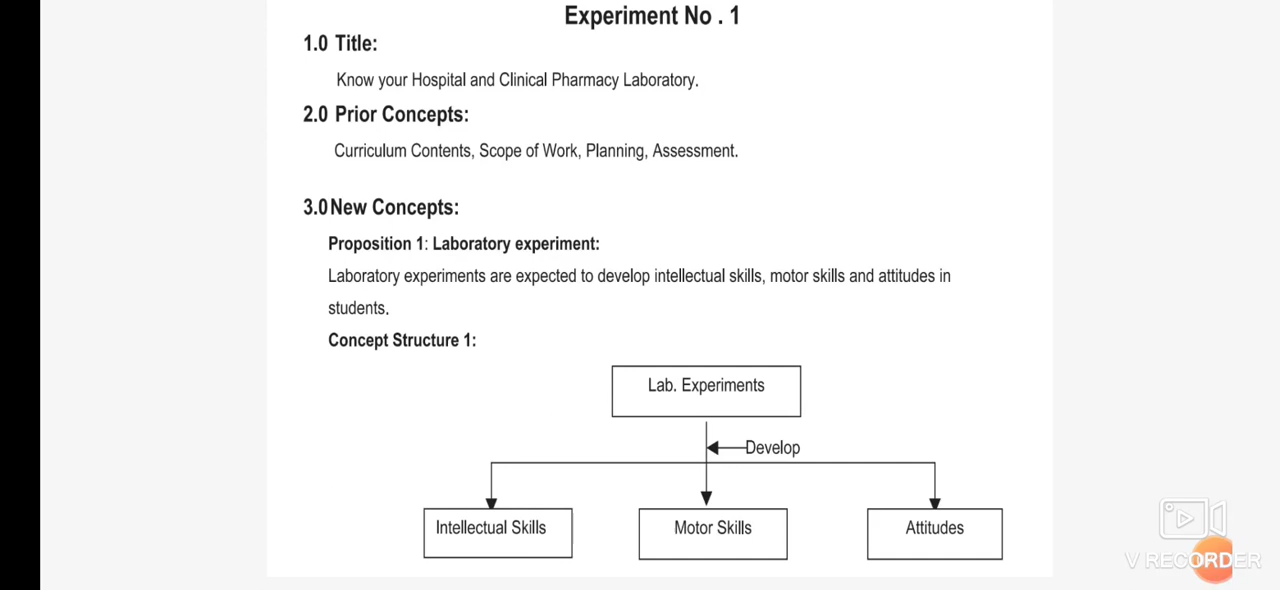 Experiment No . 1
1.0 Title:
Know your Hospital and Clinical Pharmacy Laboratory.
2.0 Prior Concepts:
Curriculum Contents, Scope of Work, Planning, Assessment.
3.0 New Concepts:
Proposition 1: Laboratory experiment:
Laboratory experiments are expected to develop intellectual skills, motor skills and attitudes in
students.
Concept Structure 1:
Lab. Experiments
Develop
Intellectual Skills
Motor Skills
Attitudes
V RECORDER